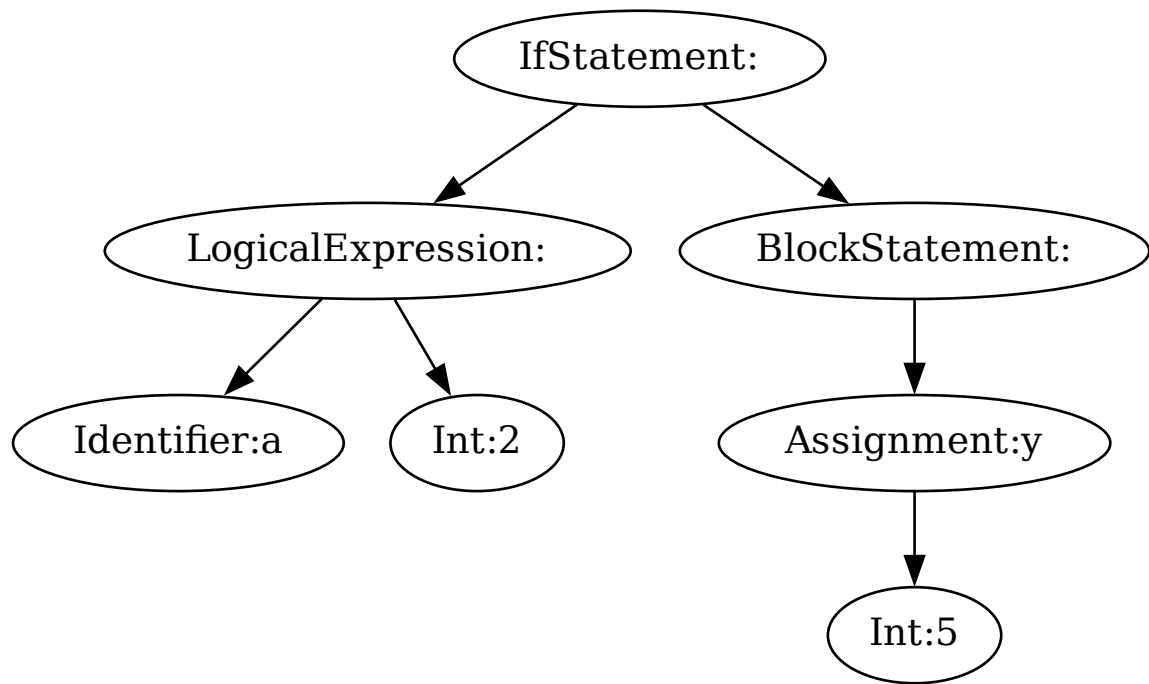 IfStatement:
LogicalExpression:
BlockStatement:
Identifier:a
Int:2
Assignment:y
Int:5